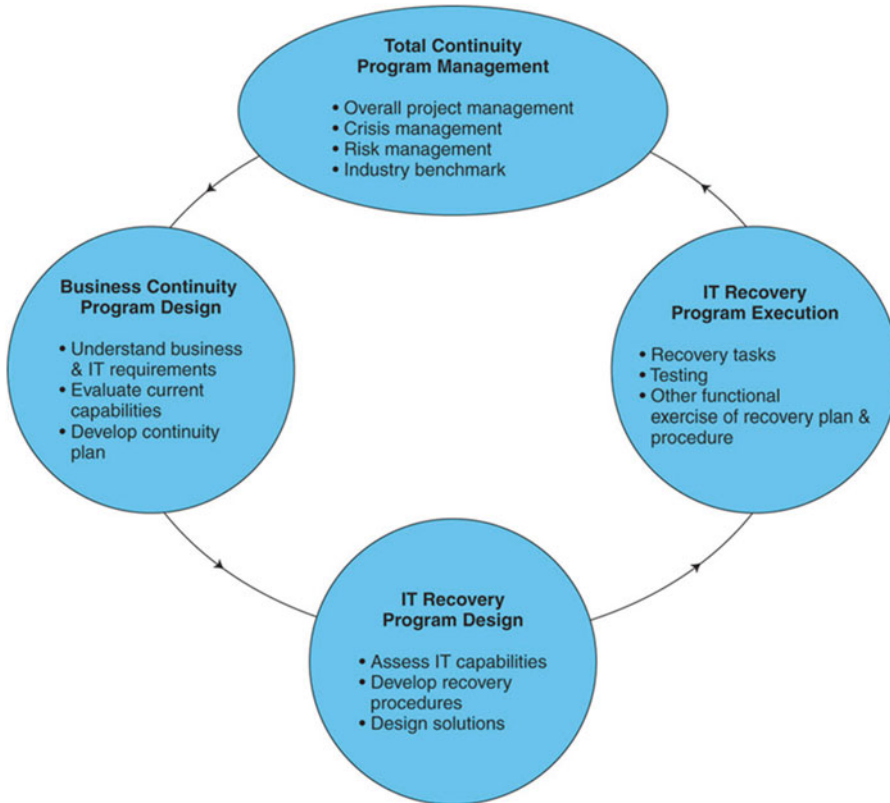 Total Continuity
Program Management
• Overall project management
• Crisis management
• Risk management
• Industry benchmark
Business Continuity
Program Design
• Understand business
& IT requirements
• Evaluate current
capabilities
• Develop continuity
plan
IT Recovery
Program Execution
• Recovery tasks
• Testing
• Other functional
exercise of recovery plan &
procedure
IT Recovery
Program Design
• Assess IT capabilities
• Develop recovery
procedures
• Design solutions